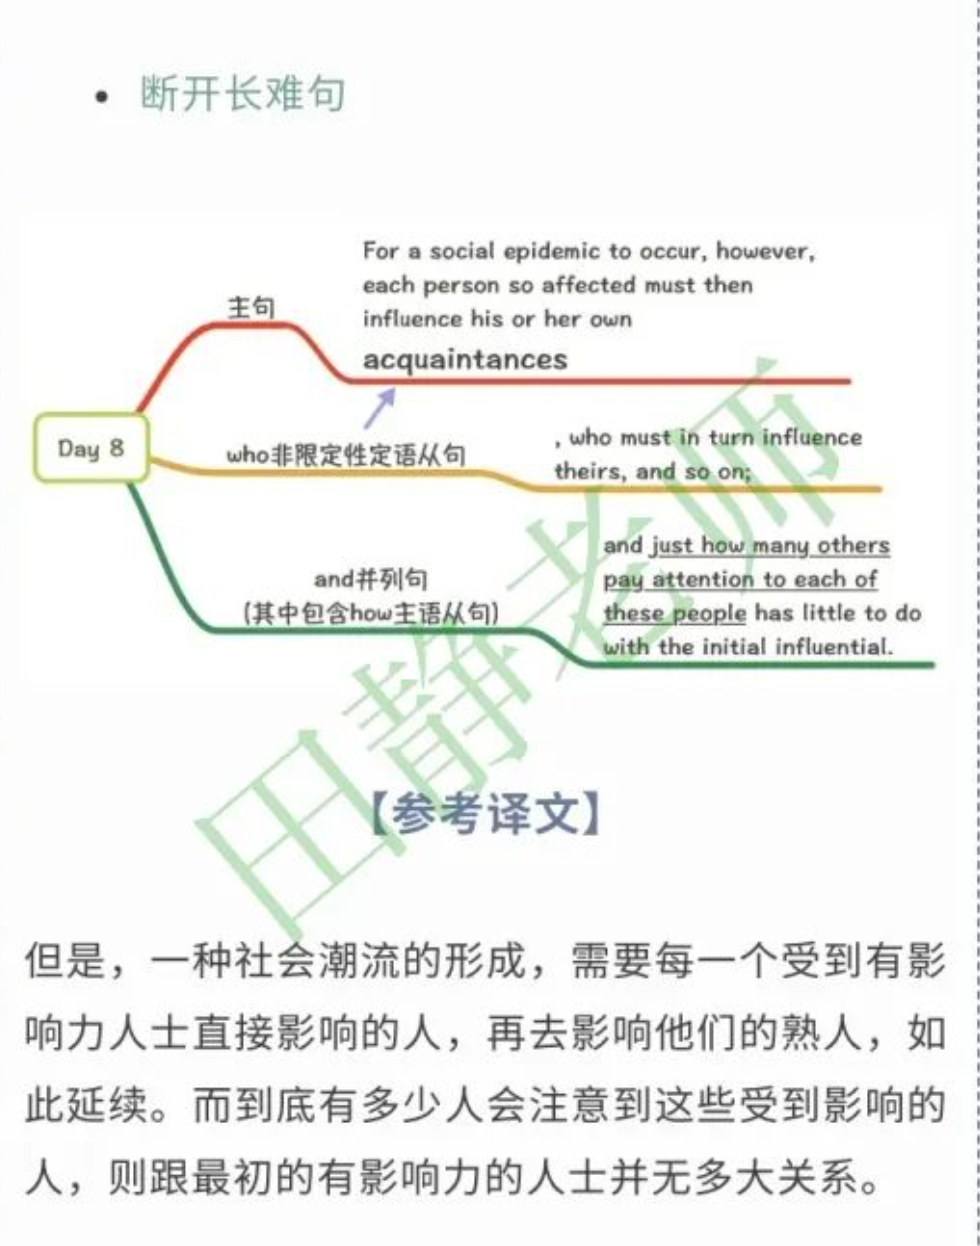 断开长难句
For a social epidemic to occur, however,
each person so affected must then
influence his or her own
acquaintances
主句
Day 8
who非限定性定语从句
, who must in turn influence
theirs, and so on;
and并列句
(其中包含how主语从句)
and just how many others
pay attention to each of
these people has little to do
with the initial influential.
田静老师
【参考译文】
但是，一种社会潮流的形成，需要每一个受到有影
响力人士直接影响的人，再去影响他们的熟人，如
此延续。而到底有多少人会注意到这些受到影响的
人，则跟最初的有影响力的人士并无多大关系。